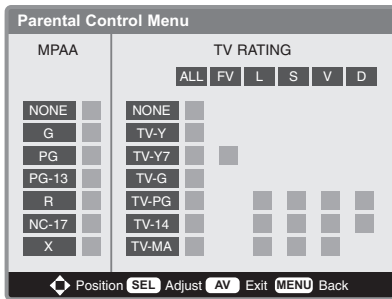 Parental Control Menu
MPAA TV RATING
ALL FV L S V D
NONE NONE
G TV-Y
PG TV-Y7
PG-13 TV-G
R TV-PG
NC-17 TV-14
X TV-MA
Position SEL Adjust AV Exit MENU Back